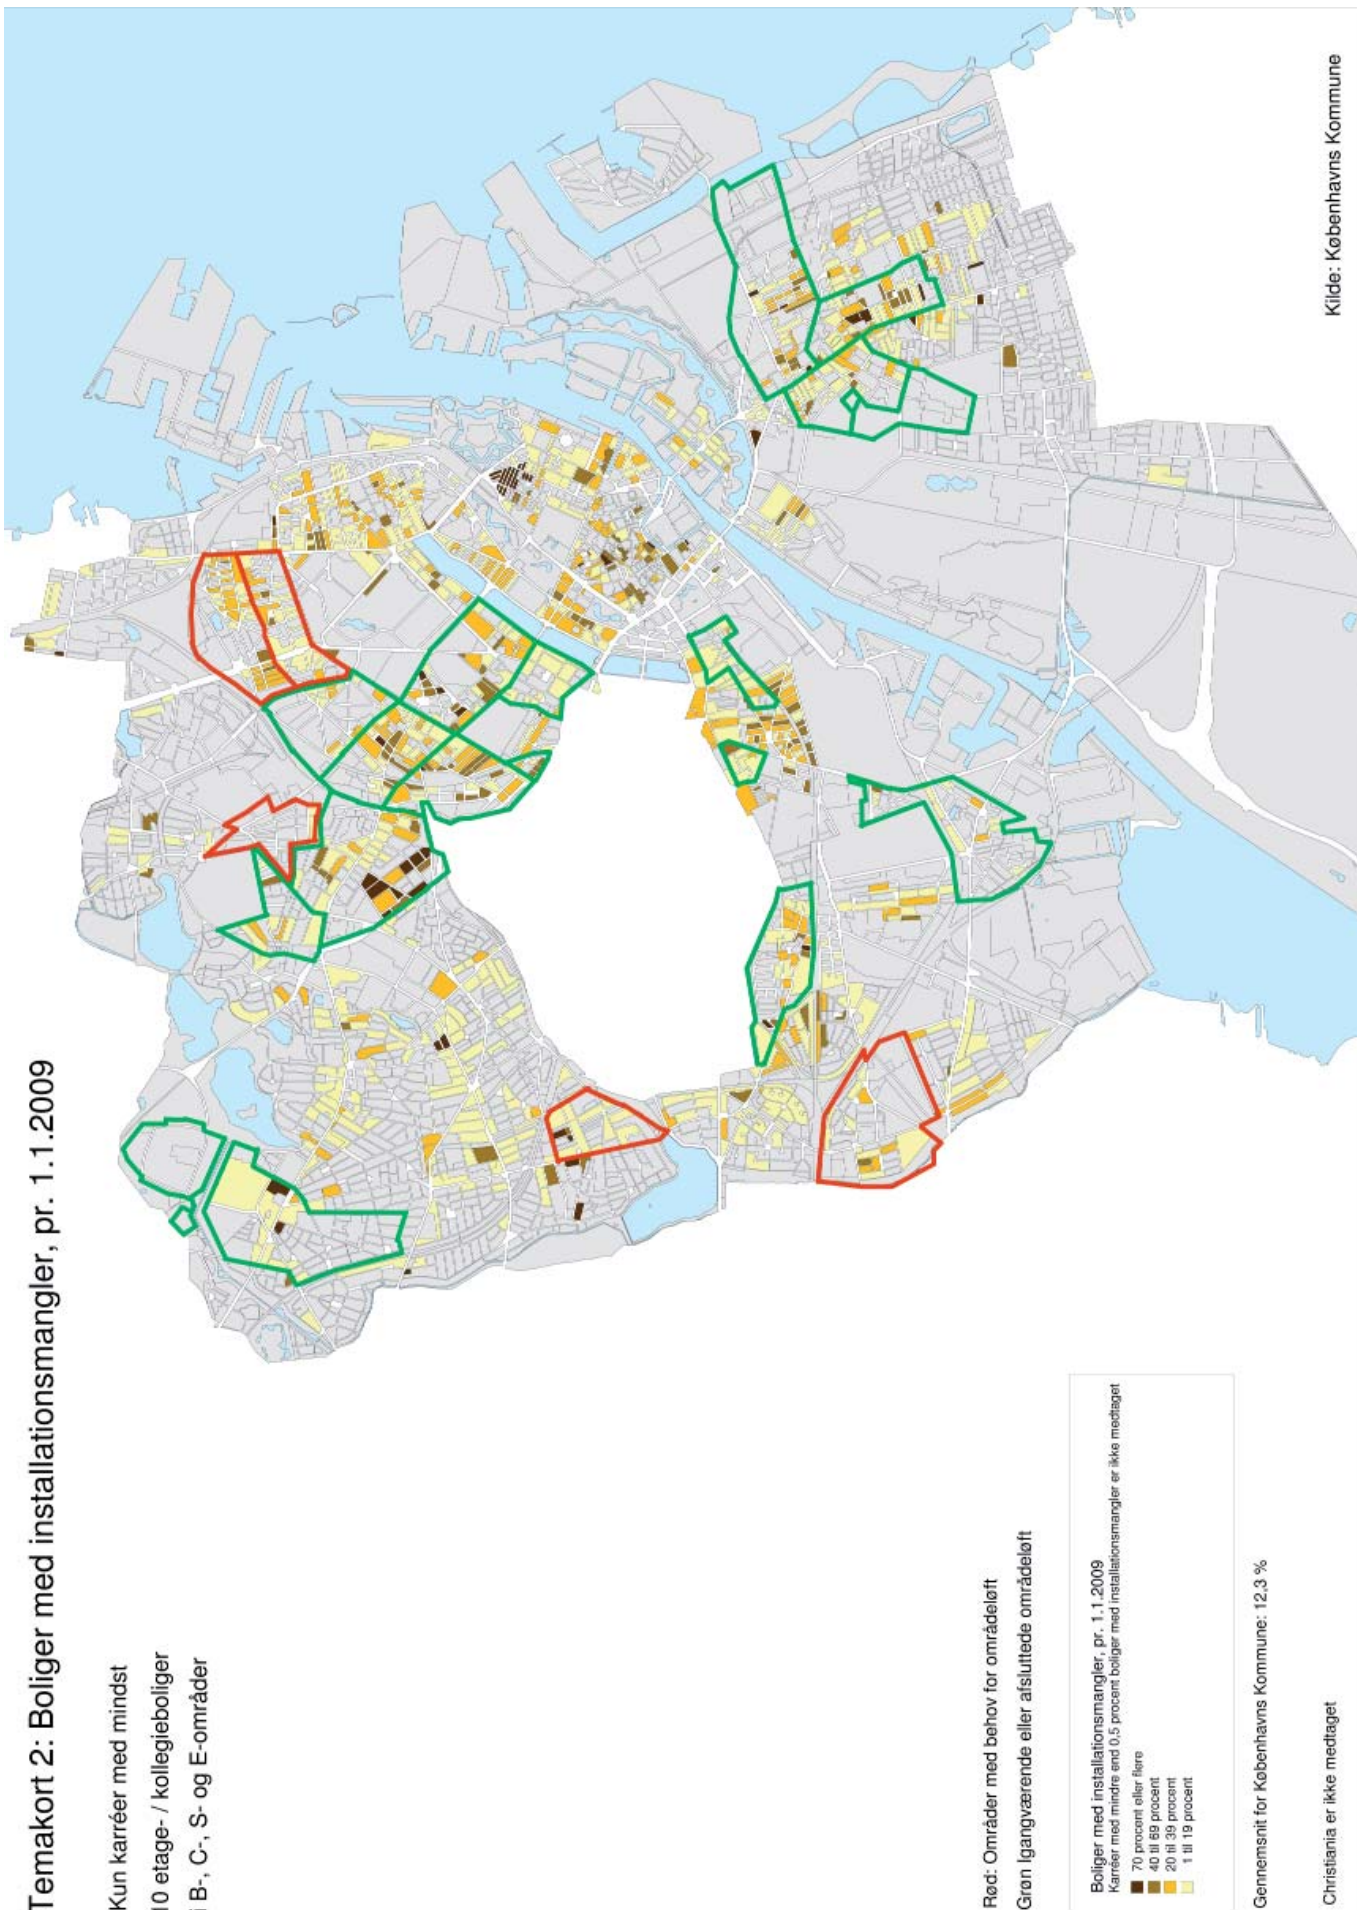 Temakort 2: Boliger med installationsmangler, pr. 1.1.2009
Kun karréer med mindst
10 etage- / kollegieboliger
i B-, C-, S- og E-områder
Rød: Områder med behov for områdeløft
Grøn Igangværende eller afsluttede områdeløft
Boliger med installationsmangler, pr. 1.1.2009
Karréer med mindre end 0,5 procent boliger med installationsmangler er ikke medtaget
70 procent eller flere
40 til 69 procent
20 til 39 procent
1 til 19 procent
Gennemsnit for Københavns Kommune: 12,3 %
Christiania er ikke medtaget
Kilde: Københavns Kommune